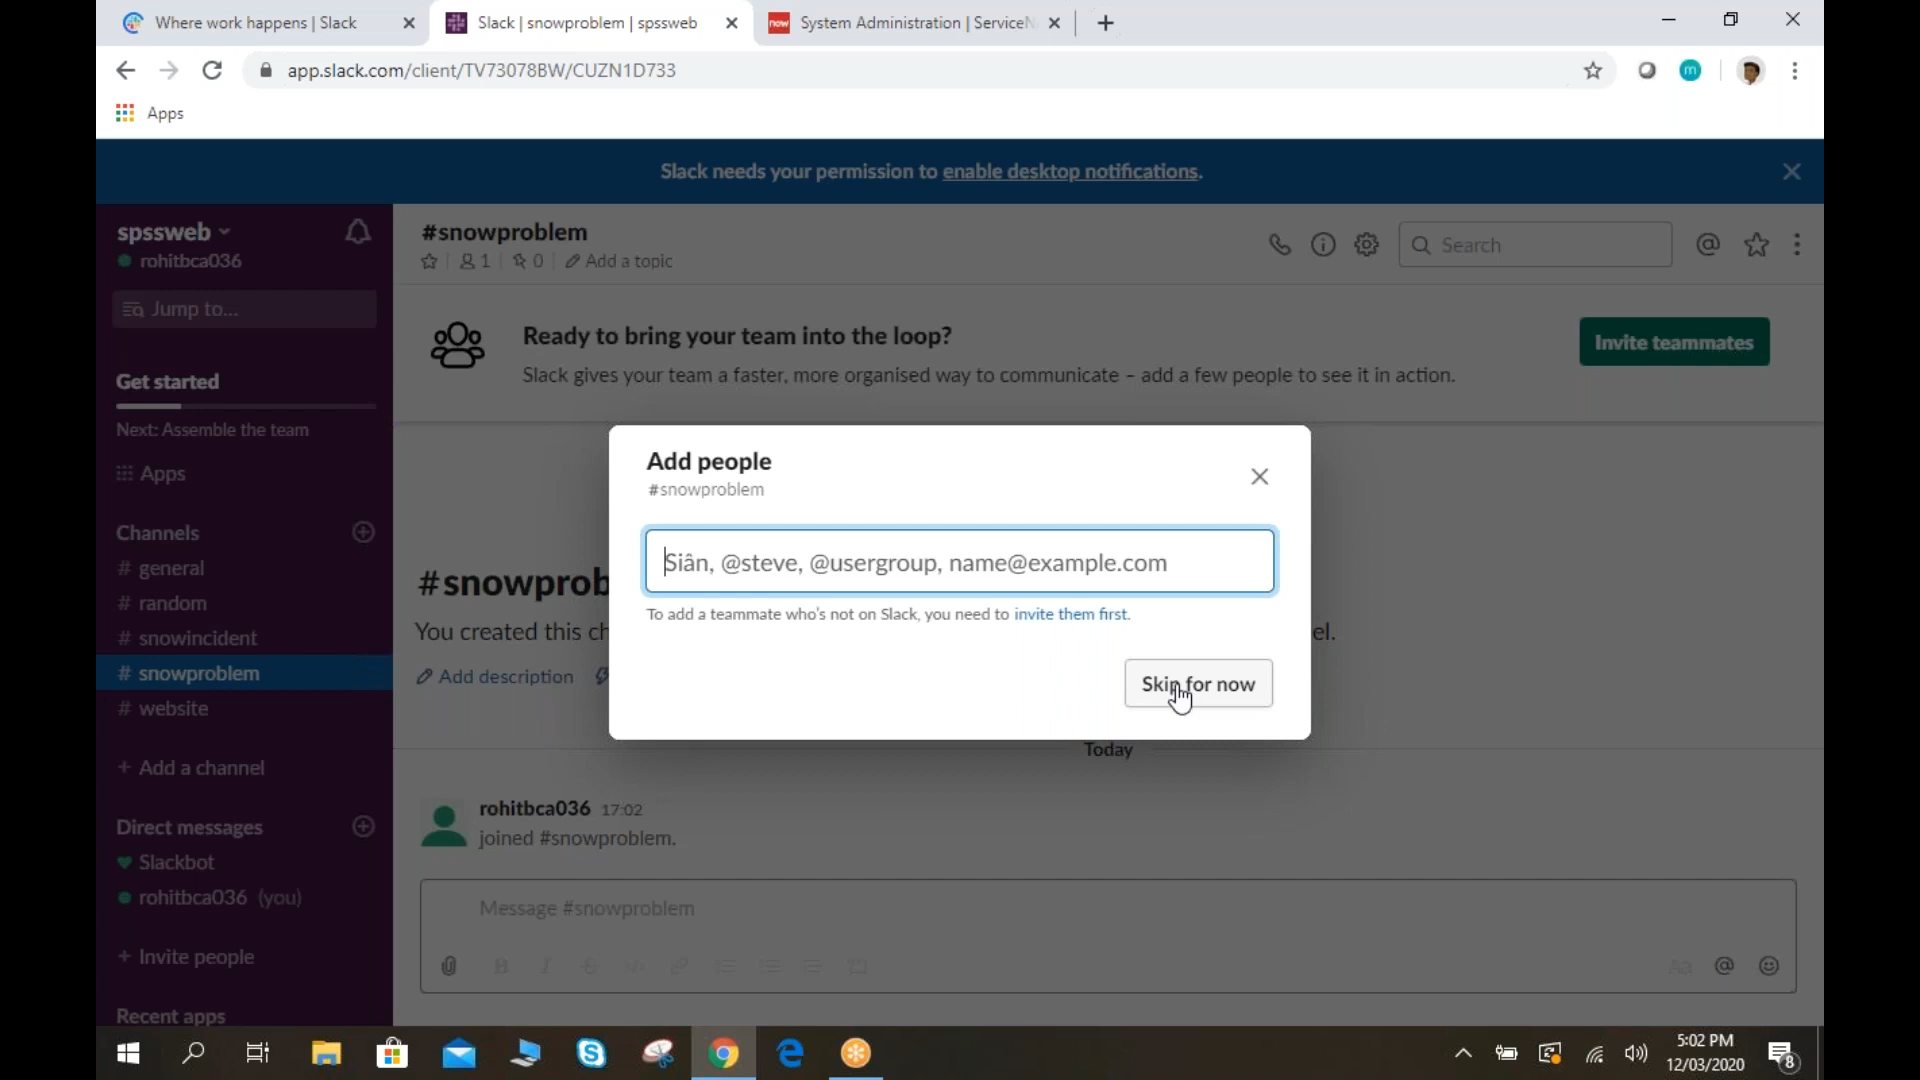 Where work happens | Slack
Slack | snowproblem | spssweb
now System Administration | ServiceN
app.slack.com/client/TV73078BW/CUZN1D733
m
Apps
Slack needs your permission to enable desktop notifications.
spssweb
rohitbca036
Jump to...
Get started
Next: Assemble the team
Apps
Channels
# general
# random
# snowincident
# snowproblem
# website
+ Add a channel
Direct messages
Slackbot
rohitbca036 (you)
+ Invite people
Recent apps
#snowproblem
1 0 Add a topic
Search
Ready to bring your team into the loop?
Slack gives your team a faster, more organised way to communicate – add a few people to see it in action.
Invite teammates
Add people
#snowproblem
Siân, @steve, @usergroup, name@example.com
To add a teammate who's not on Slack, you need to invite them first.
Skip for now
#snowprob
You created this ch
el.
Add description
Today
rohitbca036 17:02
joined #snowproblem.
Message #snowproblem
5:02 PM
12/03/2020
8